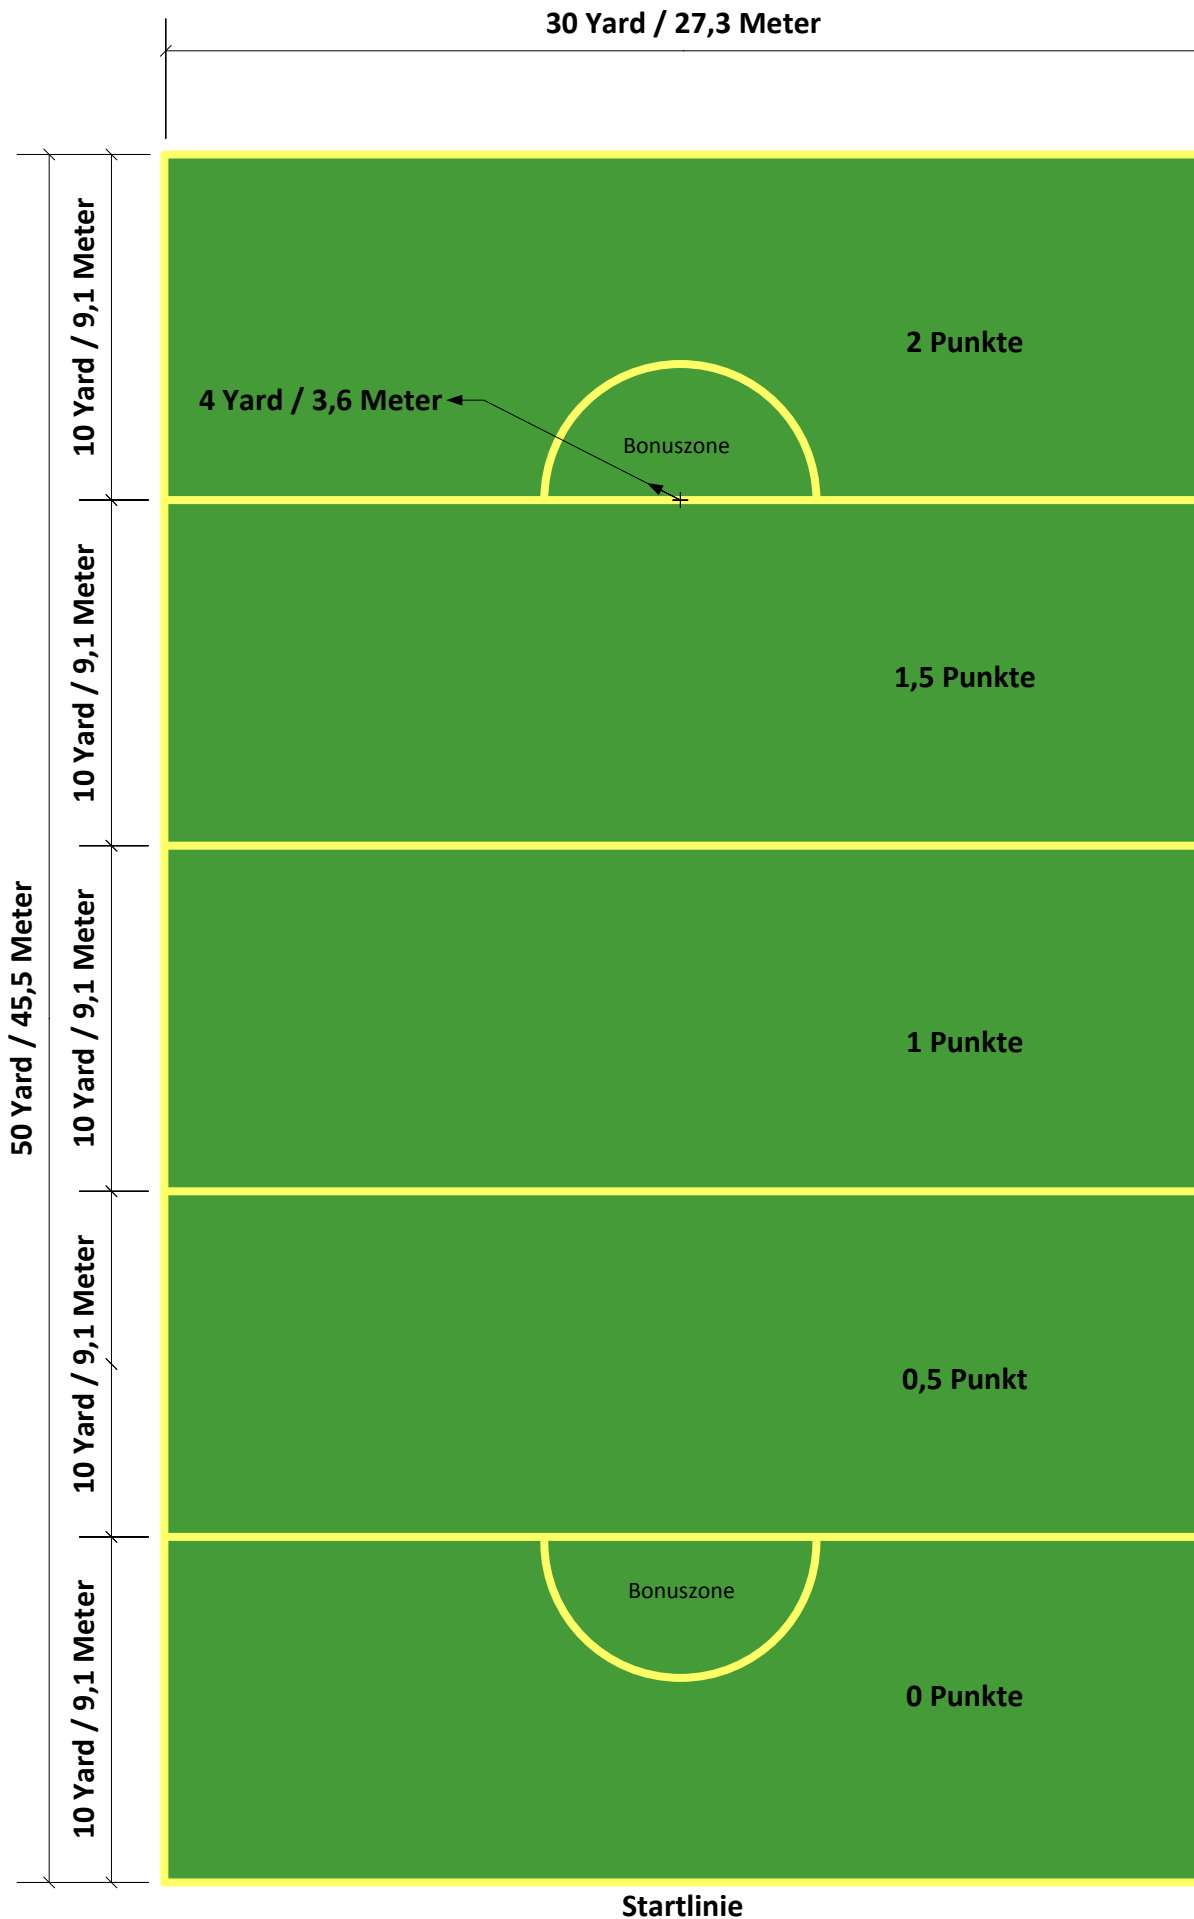 30 Yard / 27,3 Meter
10 Yard / 9,1 Meter
2 Punkte
4 Yard / 3,6 Meter
Bonuszone
10 Yard / 9,1 Meter
1,5 Punkte
50 Yard / 45,5 Meter
10 Yard / 9,1 Meter
1 Punkte
10 Yard / 9,1 Meter
0,5 Punkt
Bonuszone
10 Yard / 9,1 Meter
0 Punkte
Startlinie